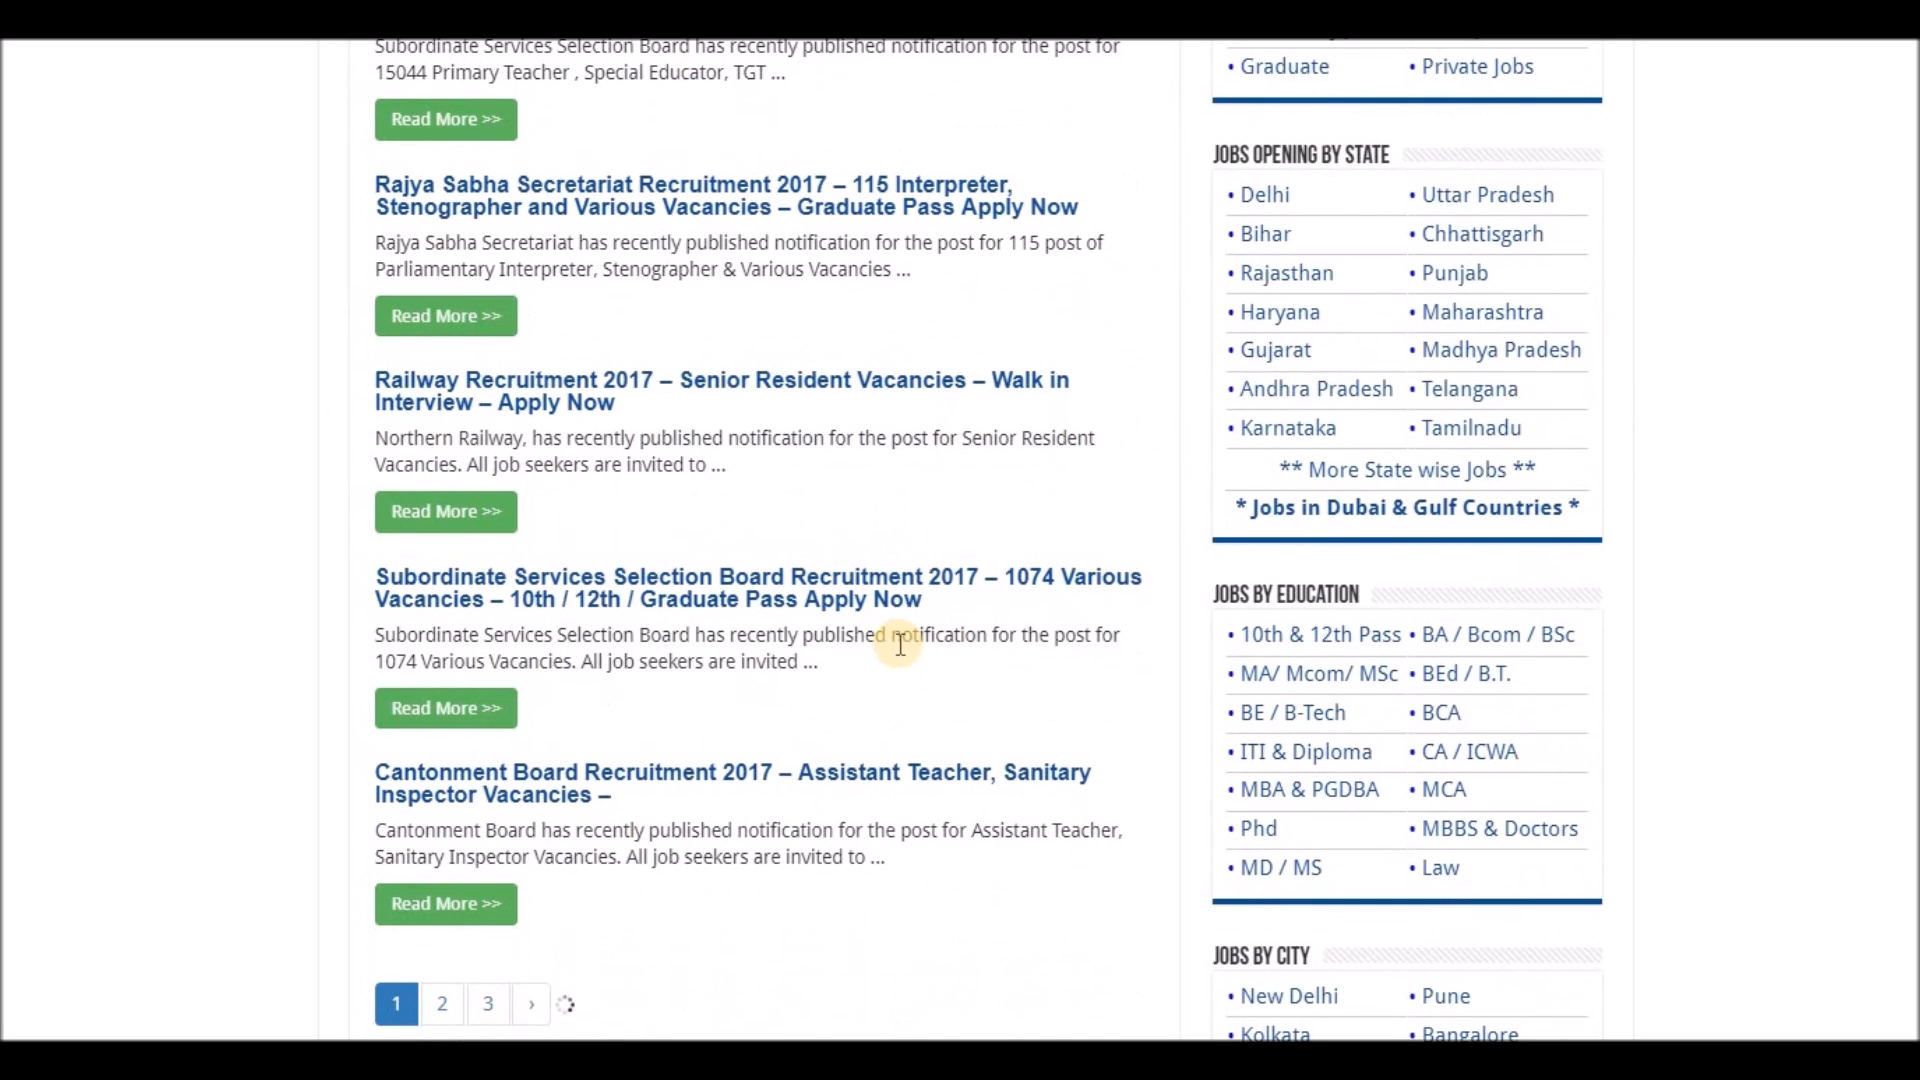 Subordinate Services Selection Board has recently published notification for the post for
15044 Primary Teacher , Special Educator, TGT ...
Read More >>
Rajya Sabha Secretariat Recruitment 2017 – 115 Interpreter,
Stenographer and Various Vacancies – Graduate Pass Apply Now
Rajya Sabha Secretariat has recently published notification for the post for 115 post of
Parliamentary Interpreter, Stenographer & Various Vacancies ...
Read More >>
Railway Recruitment 2017 – Senior Resident Vacancies – Walk in
Interview – Apply Now
Northern Railway, has recently published notification for the post for Senior Resident
Vacancies. All job seekers are invited to ...
Read More >>
Subordinate Services Selection Board Recruitment 2017 – 1074 Various
Vacancies – 10th / 12th / Graduate Pass Apply Now
Subordinate Services Selection Board has recently published notification for the post for
1074 Various Vacancies. All job seekers are invited ...
Read More >>
Cantonment Board Recruitment 2017 – Assistant Teacher, Sanitary
Inspector Vacancies –
Cantonment Board has recently published notification for the post for Assistant Teacher,
Sanitary Inspector Vacancies. All job seekers are invited to ...
Read More >>
1 2 3 ›
• Graduate • Private Jobs
JOBS OPENING BY STATE
• Delhi • Uttar Pradesh
• Bihar • Chhattisgarh
• Rajasthan • Punjab
• Haryana • Maharashtra
• Gujarat • Madhya Pradesh
• Andhra Pradesh • Telangana
• Karnataka • Tamilnadu
** More State wise Jobs **
* Jobs in Dubai & Gulf Countries *
JOBS BY EDUCATION
• 10th & 12th Pass • BA / Bcom / BSc
• MA/ Mcom/ MSc • BEd / B.T.
• BE / B-Tech • BCA
• ITI & Diploma • CA / ICWA
• MBA & PGDBA • MCA
• Phd • MBBS & Doctors
• MD / MS • Law
JOBS BY CITY
• New Delhi • Pune
• Kolkata • Bangalore